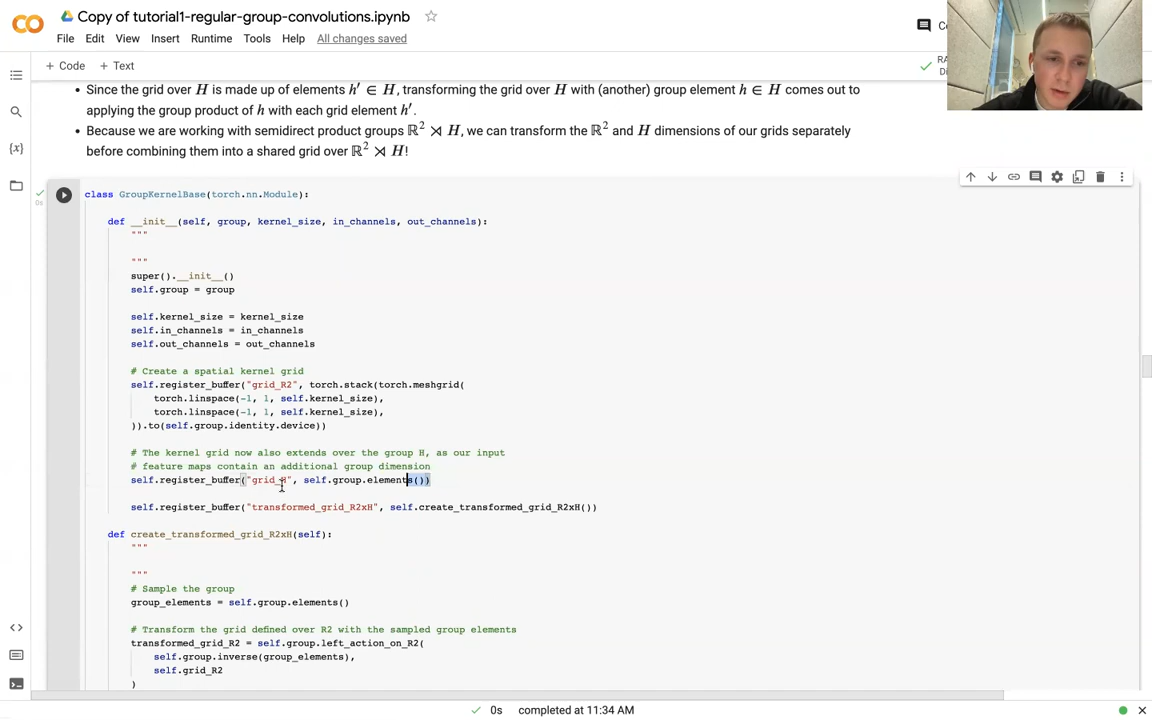 CO Copy of tutorial1-regular-group-convolutions.ipynb
File Edit View Insert Runtime Tools Help All changes saved
+ Code + Text
• Since the grid over H is made up of elements h′ ∈ H, transforming the grid over H with (another) group element h ∈ H comes out to
applying the group product of h with each grid element h′.
• Because we are working with semidirect product groups ℝ² ⋊ H, we can transform the ℝ² and H dimensions of our grids separately
before combining them into a shared grid over ℝ² ⋊ H!
0s
class GroupKernelBase(torch.nn.Module):
def __init__(self, group, kernel_size, in_channels, out_channels):
"""
"""
super().__init__()
self.group = group
self.kernel_size = kernel_size
self.in_channels = in_channels
self.out_channels = out_channels
# Create a spatial kernel grid
self.register_buffer("grid_R2", torch.stack(torch.meshgrid(
torch.linspace(-1, 1, self.kernel_size),
torch.linspace(-1, 1, self.kernel_size),
)).to(self.group.identity.device))
# The kernel grid now also extends over the group H, as our input
# feature maps contain an additional group dimension
self.register_buffer("grid_H", self.group.elements())
self.register_buffer("transformed_grid_R2xH", self.create_transformed_grid_R2xH())
def create_transformed_grid_R2xH(self):
"""
"""
# Sample the group
group_elements = self.group.elements()
# Transform the grid defined over R2 with the sampled group elements
transformed_grid_R2 = self.group.left_action_on_R2(
self.group.inverse(group_elements),
self.grid_R2
)
0s completed at 11:34 AM